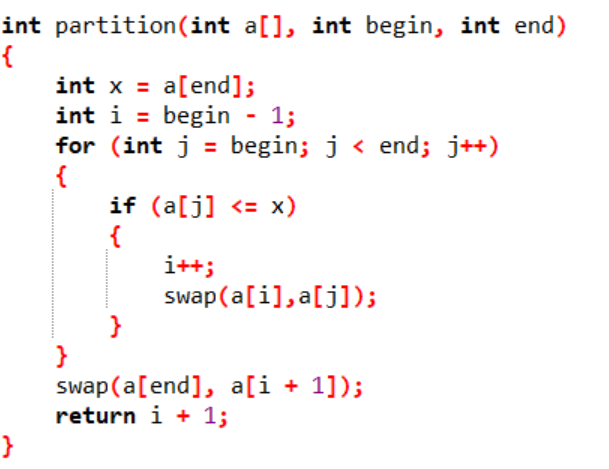 int partition(int a[], int begin, int end)
{
    int x = a[end];
    int i = begin - 1;
    for (int j = begin; j < end; j++)
    {
        if (a[j] <= x)
        {
            i++;
            swap(a[i],a[j]);
        }
    }
    swap(a[end], a[i + 1]);
    return i + 1;
}